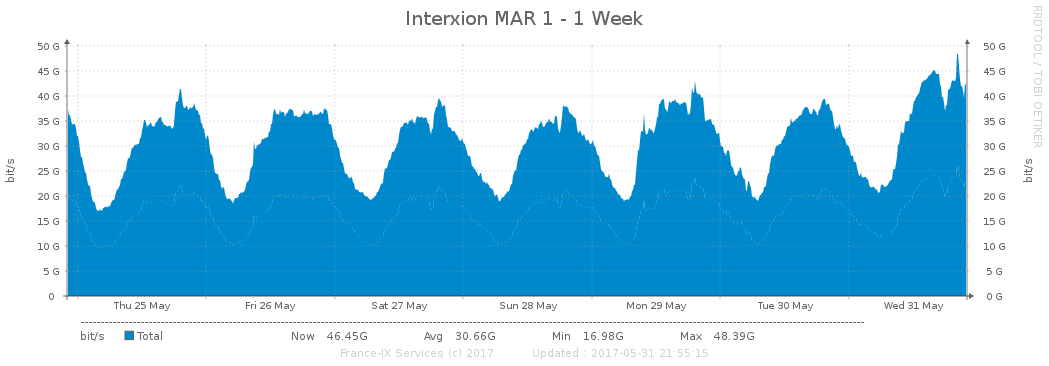 Interxion MAR 1 - 1 Week
RRDTOOL / TOBI OETIKER
50 G 50 G
45 G 45 G
40 G 40 G
35 G 35 G
30 G 30 G
25 G 25 G
20 G 20 G
15 G 15 G
10 G 10 G
5 G 5 G
0 0 G
bit/s
bit/s
Thu 25 May Fri 26 May Sat 27 May Sun 28 May Mon 29 May Tue 30 May Wed 31 May
bit/s Total Now 46.45G Avg 30.66G Min 16.98G Max 48.39G
France-IX Services (c) 2017 Updated : 2017-05-31 21:55:15